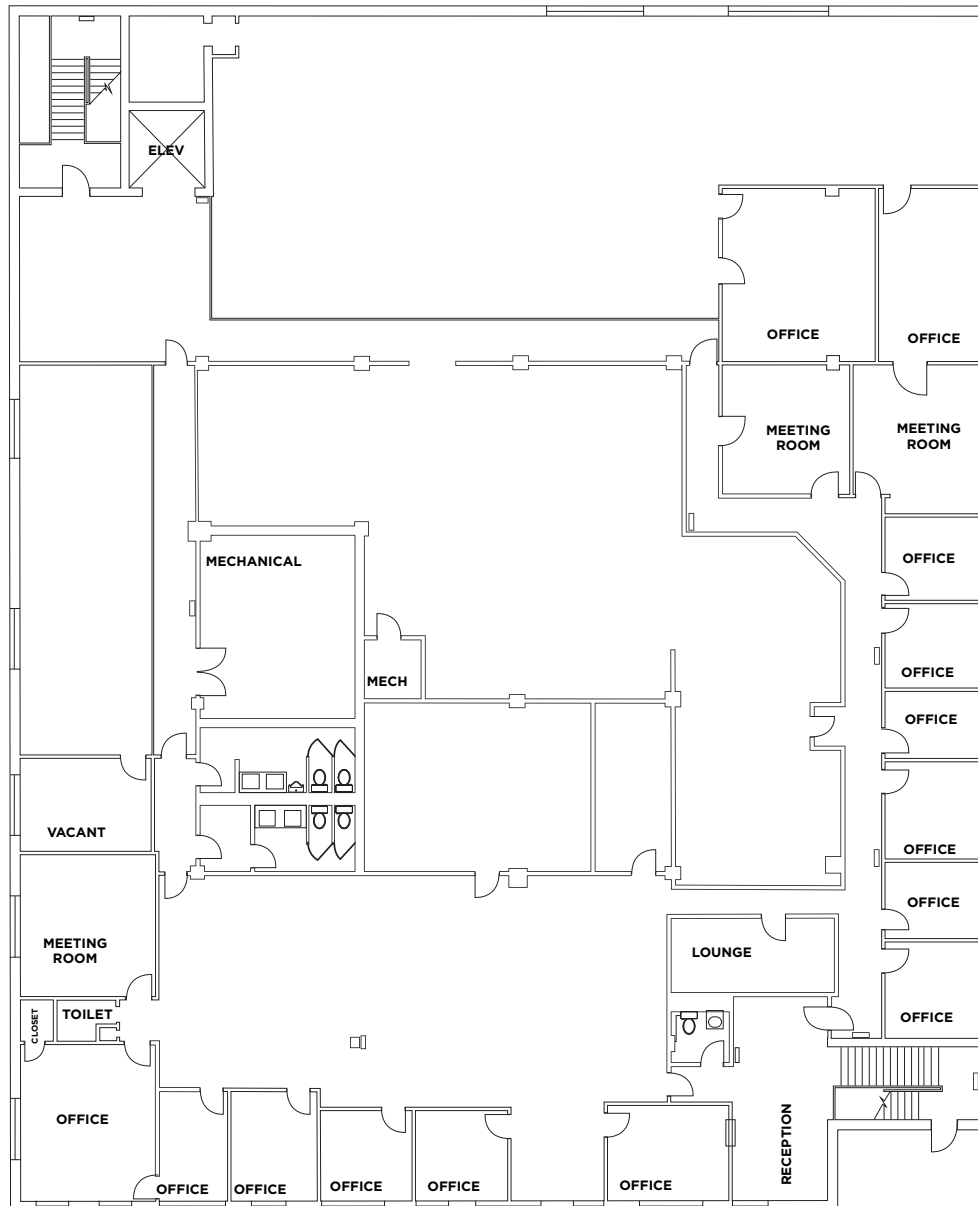 ELEV
OFFICE
OFFICE
MEETING
ROOM
MEETING
ROOM
MECHANICAL
OFFICE
OFFICE
MECH
OFFICE
VACANT
OFFICE
OFFICE
MEETING
ROOM
LOUNGE
CLOSET
TOILET
OFFICE
OFFICE
RECEPTION
OFFICE
OFFICE
OFFICE
OFFICE
OFFICE